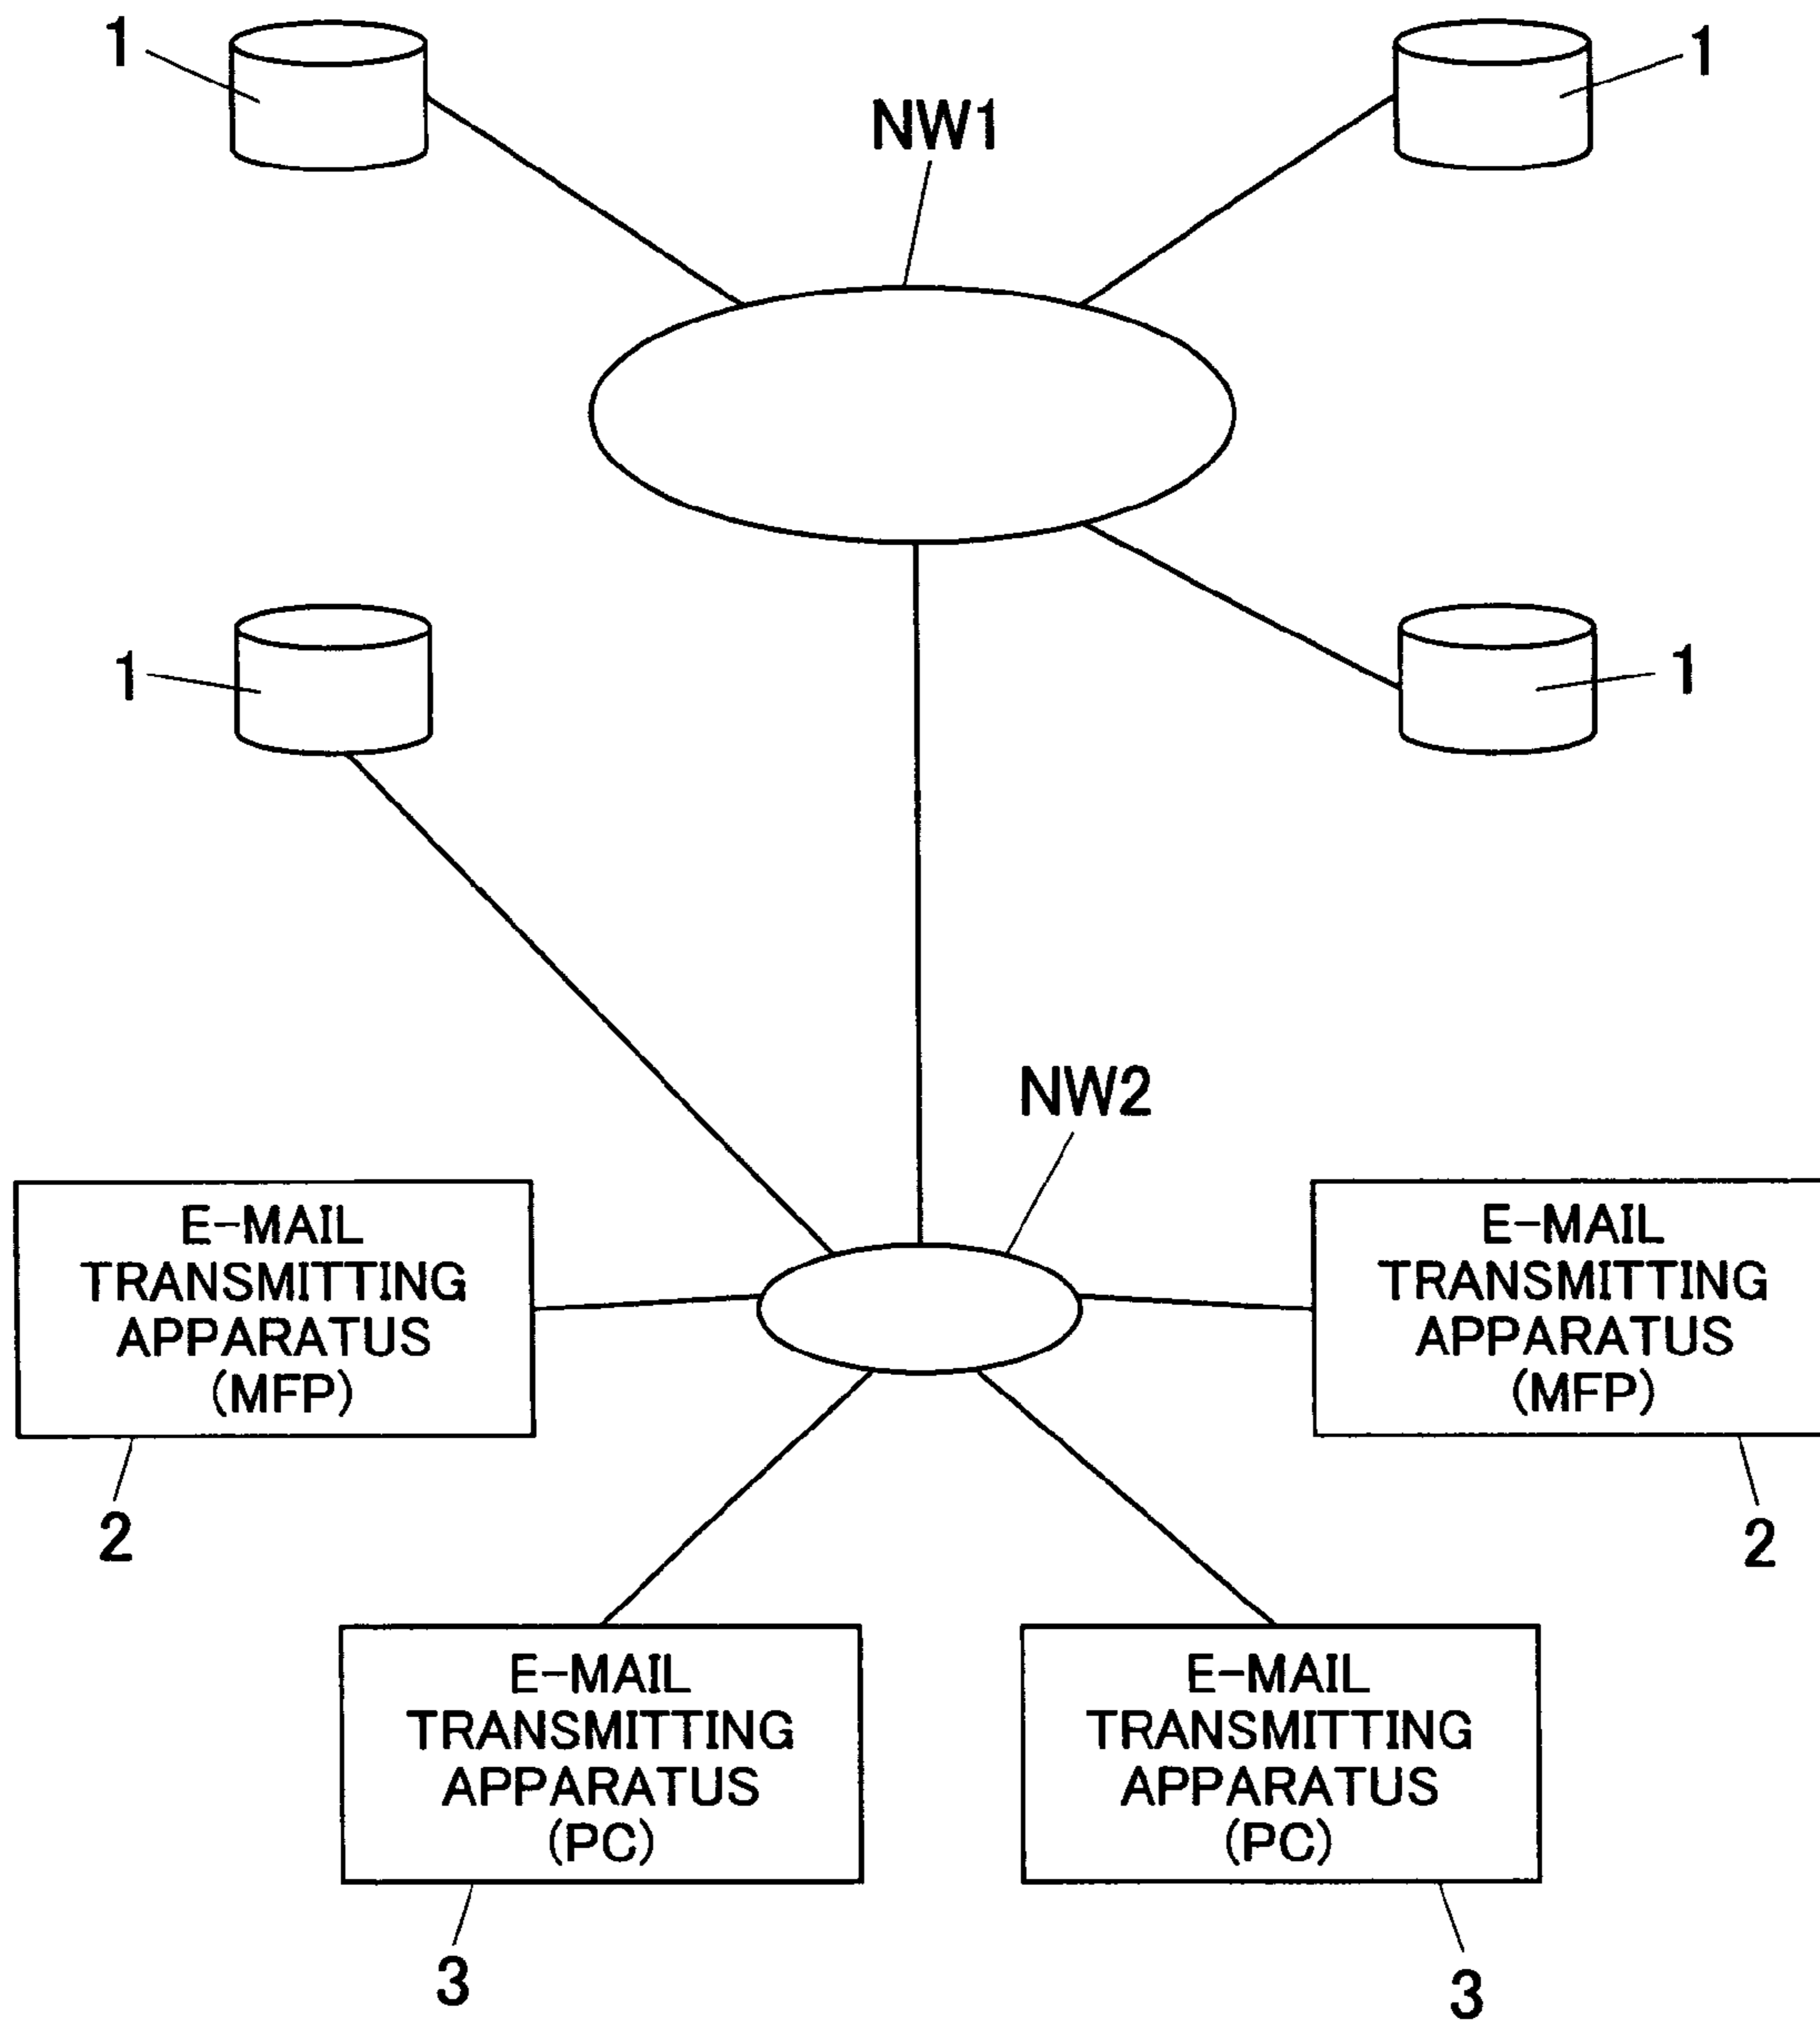 1
1
NW1
1
1
NW2
E-MAIL
TRANSMITTING
APPARATUS
(MFP)
E-MAIL
TRANSMITTING
APPARATUS
(MFP)
2
2
E-MAIL
TRANSMITTING
APPARATUS
(PC)
E-MAIL
TRANSMITTING
APPARATUS
(PC)
3
3